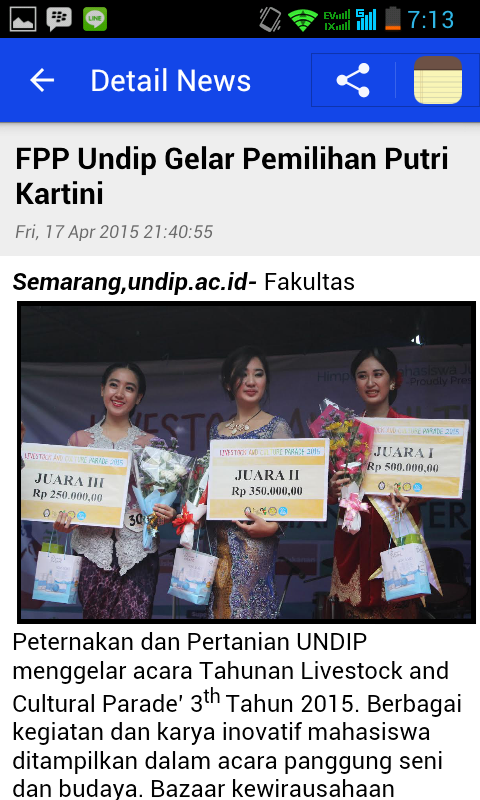 7:13
Detail News
FPP Undip Gelar Pemilihan Putri
Kartini
Fri, 17 Apr 2015 21:40:55
Semarang,undip.ac.id- Fakultas
LIVESTOCK AND CULTURE PARADE 2015
JUARA III
Rp 250.000,00
30
LIVESTOCK AND CULTURE PARADE 2015
JUARA II
Rp 350.000,00
CULTURE PARADE 2015
JUARA I
Rp 500.000,00
Peternakan dan Pertanian UNDIP
menggelar acara Tahunan Livestock and
Cultural Parade’ 3th Tahun 2015. Berbagai
kegiatan dan karya inovatif mahasiswa
ditampilkan dalam acara panggung seni
dan budaya. Bazaar kewirausahaan